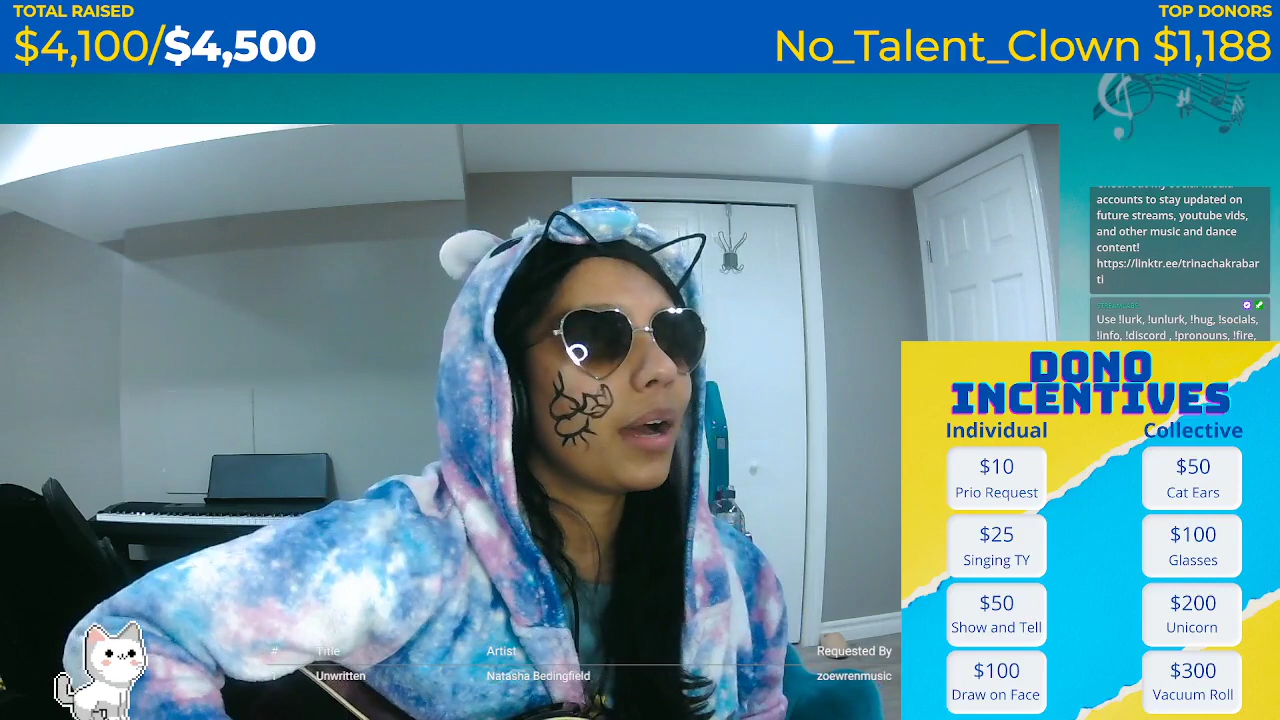 TOTAL RAISED
$4,100/$4,500
TOP DONORS
No_Talent_Clown $1,188
accounts to stay updated on
future streams, youtube vids,
and other music and dance
content!
https://linktr.ee/trinachakrabar
ti
Use !lurk, !unlurk, !hug, !socials,
!info, !discord , !pronouns, !fire,
DONO
INCENTIVES
Individual
Collective
$10
Prio Request
$50
Cat Ears
$25
Singing TY
$100
Glasses
$50
Show and Tell
$200
Unicorn
$100
Draw on Face
$300
Vacuum Roll
# Title Artist Requested By
Unwritten Natasha Bedingfield zoewrenmusic